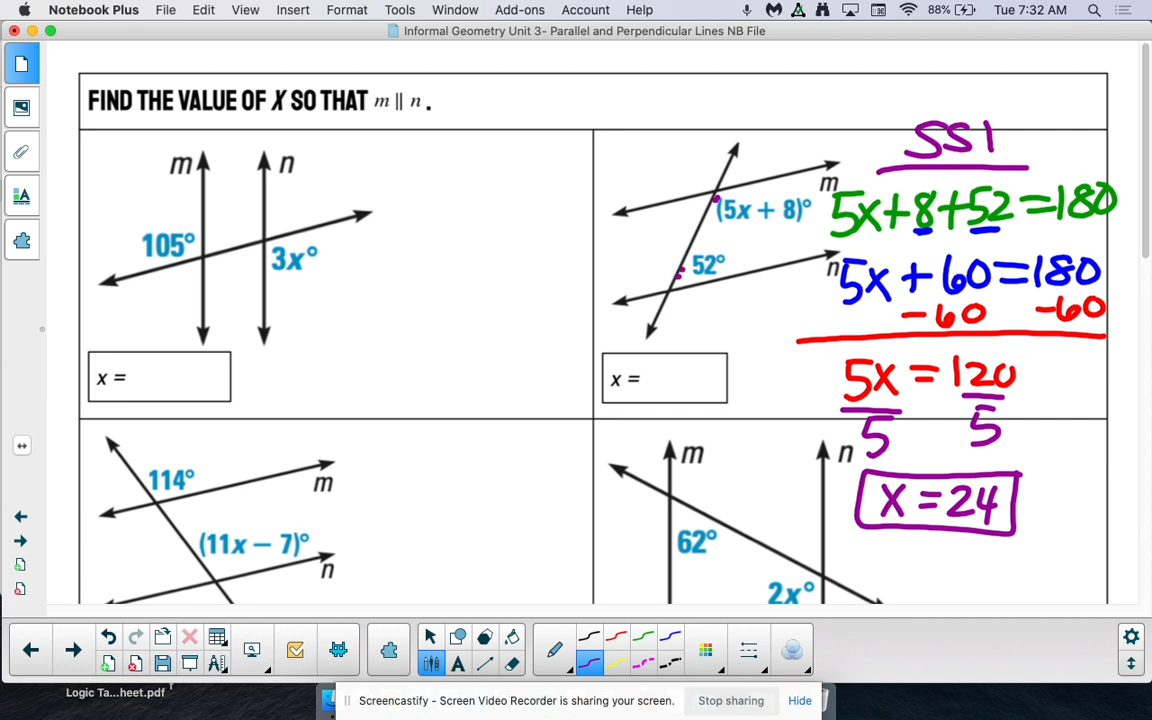 Notebook Plus File Edit View Insert Format Tools Window Add-ons Account Help 88% Tue 7:32 AM
Informal Geometry Unit 3- Parallel and Perpendicular Lines NB File
FIND THE VALUE OF X SO THAT m || n .
m n
105°
3x°
x =
m
(5x + 8)°
52°
n
x =
SSI
5x+8+52=180
5x+60=180
-60 -60
5x=120
5 5
x=24
114°
m
(11x − 7)°
n
m n
62°
2x°
A
Logic Ta...heet.pdf
Screencastify - Screen Video Recorder is sharing your screen. Stop sharing Hide